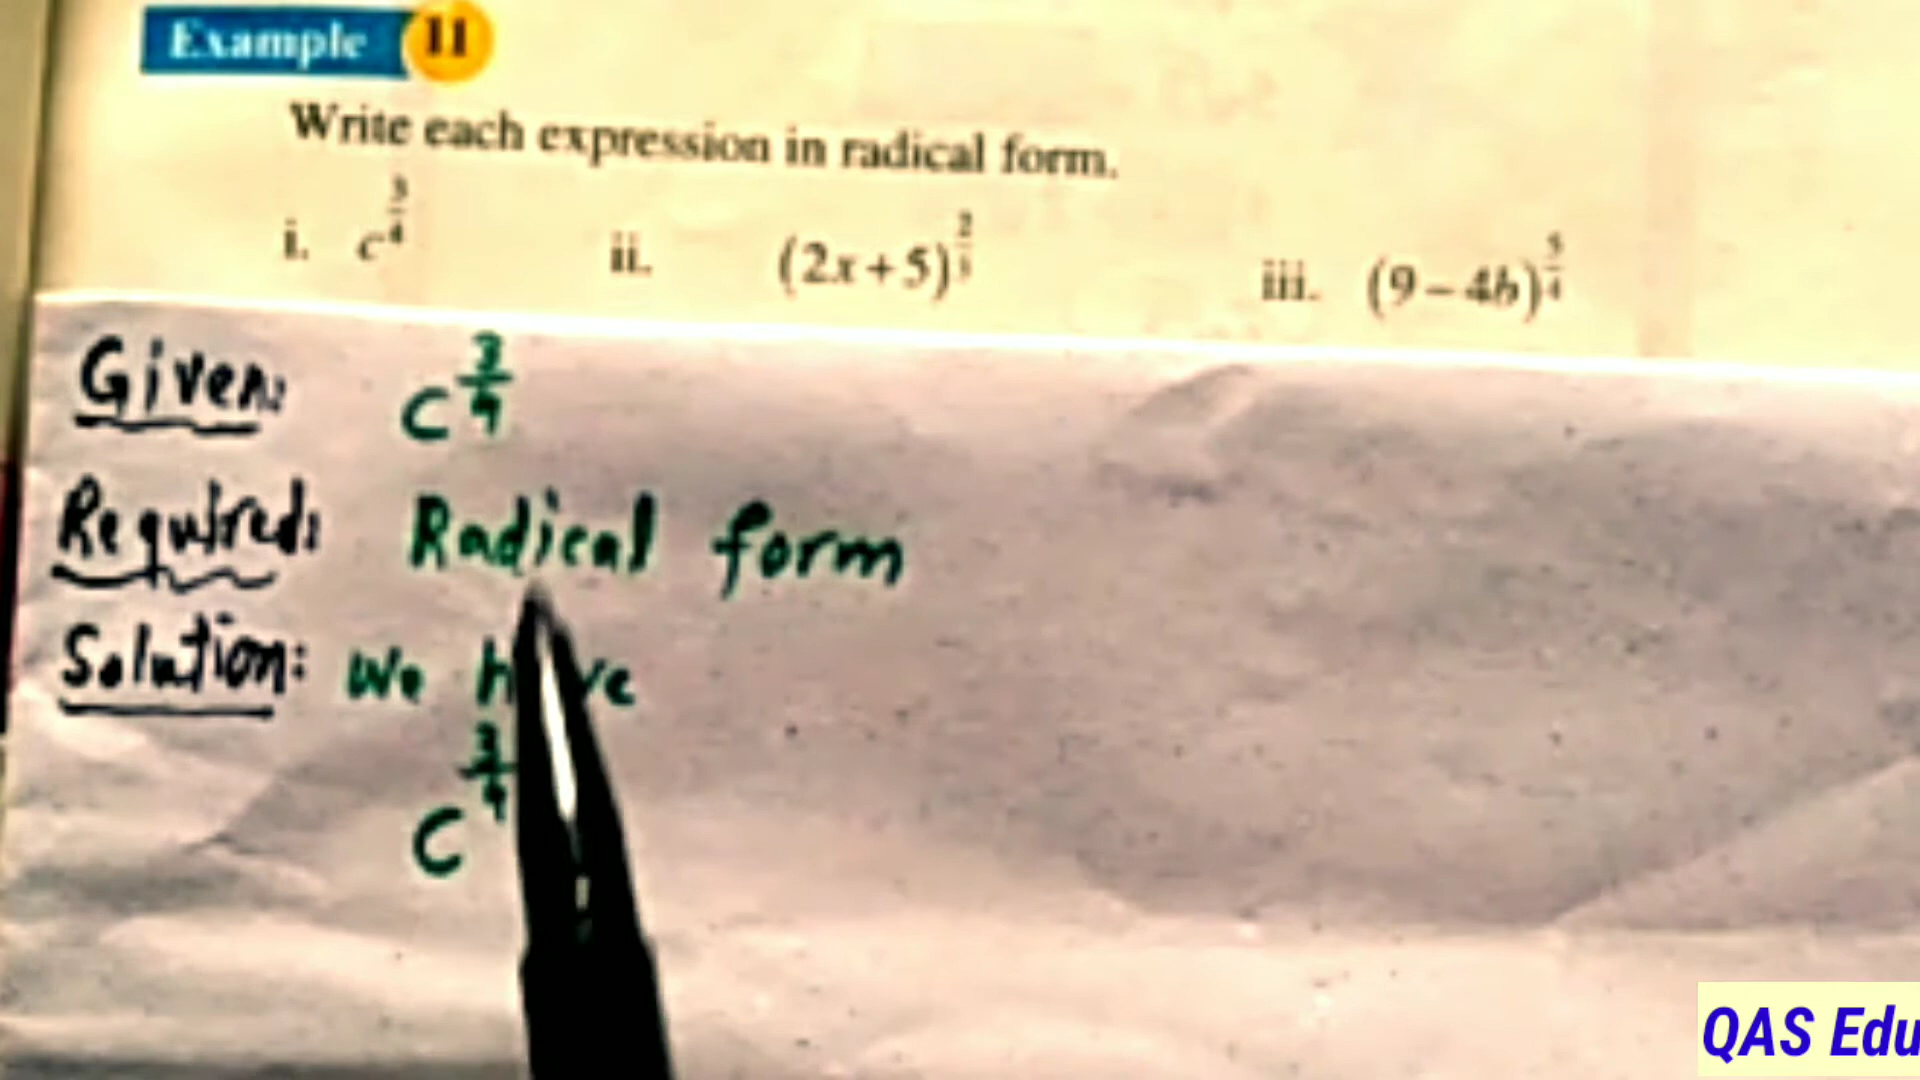 Example 11
Write each expression in radical form.
i. c^(3/4) ii. (2x+5)^(2/3) iii. (9-4b)^(5/4)
Given: c^(3/4)
Required: Radical form
Solution: We
c^(3/4)
QAS Edu